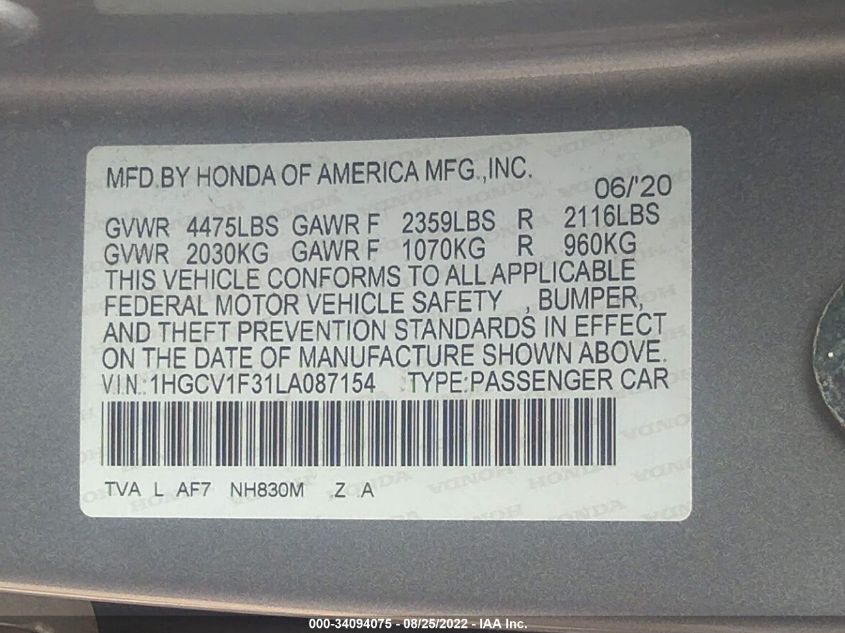 MFD.BY HONDA OF AMERICA MFG.,INC.
06/'20
GVWR 4475LBS GAWR F 2359LBS R 2116LBS
GVWR 2030KG GAWR F 1070KG R 960KG
THIS VEHICLE CONFORMS TO ALL APPLICABLE
FEDERAL MOTOR VEHICLE SAFETY , BUMPER,
AND THEFT PREVENTION STANDARDS IN EFFECT
ON THE DATE OF MANUFACTURE SHOWN ABOVE.
VIN:1HGCV1F31LA087154 TYPE:PASSENGER CAR
TVA L AF7 NH830M Z A
000-34094075 - 08/25/2022 - IAA Inc.